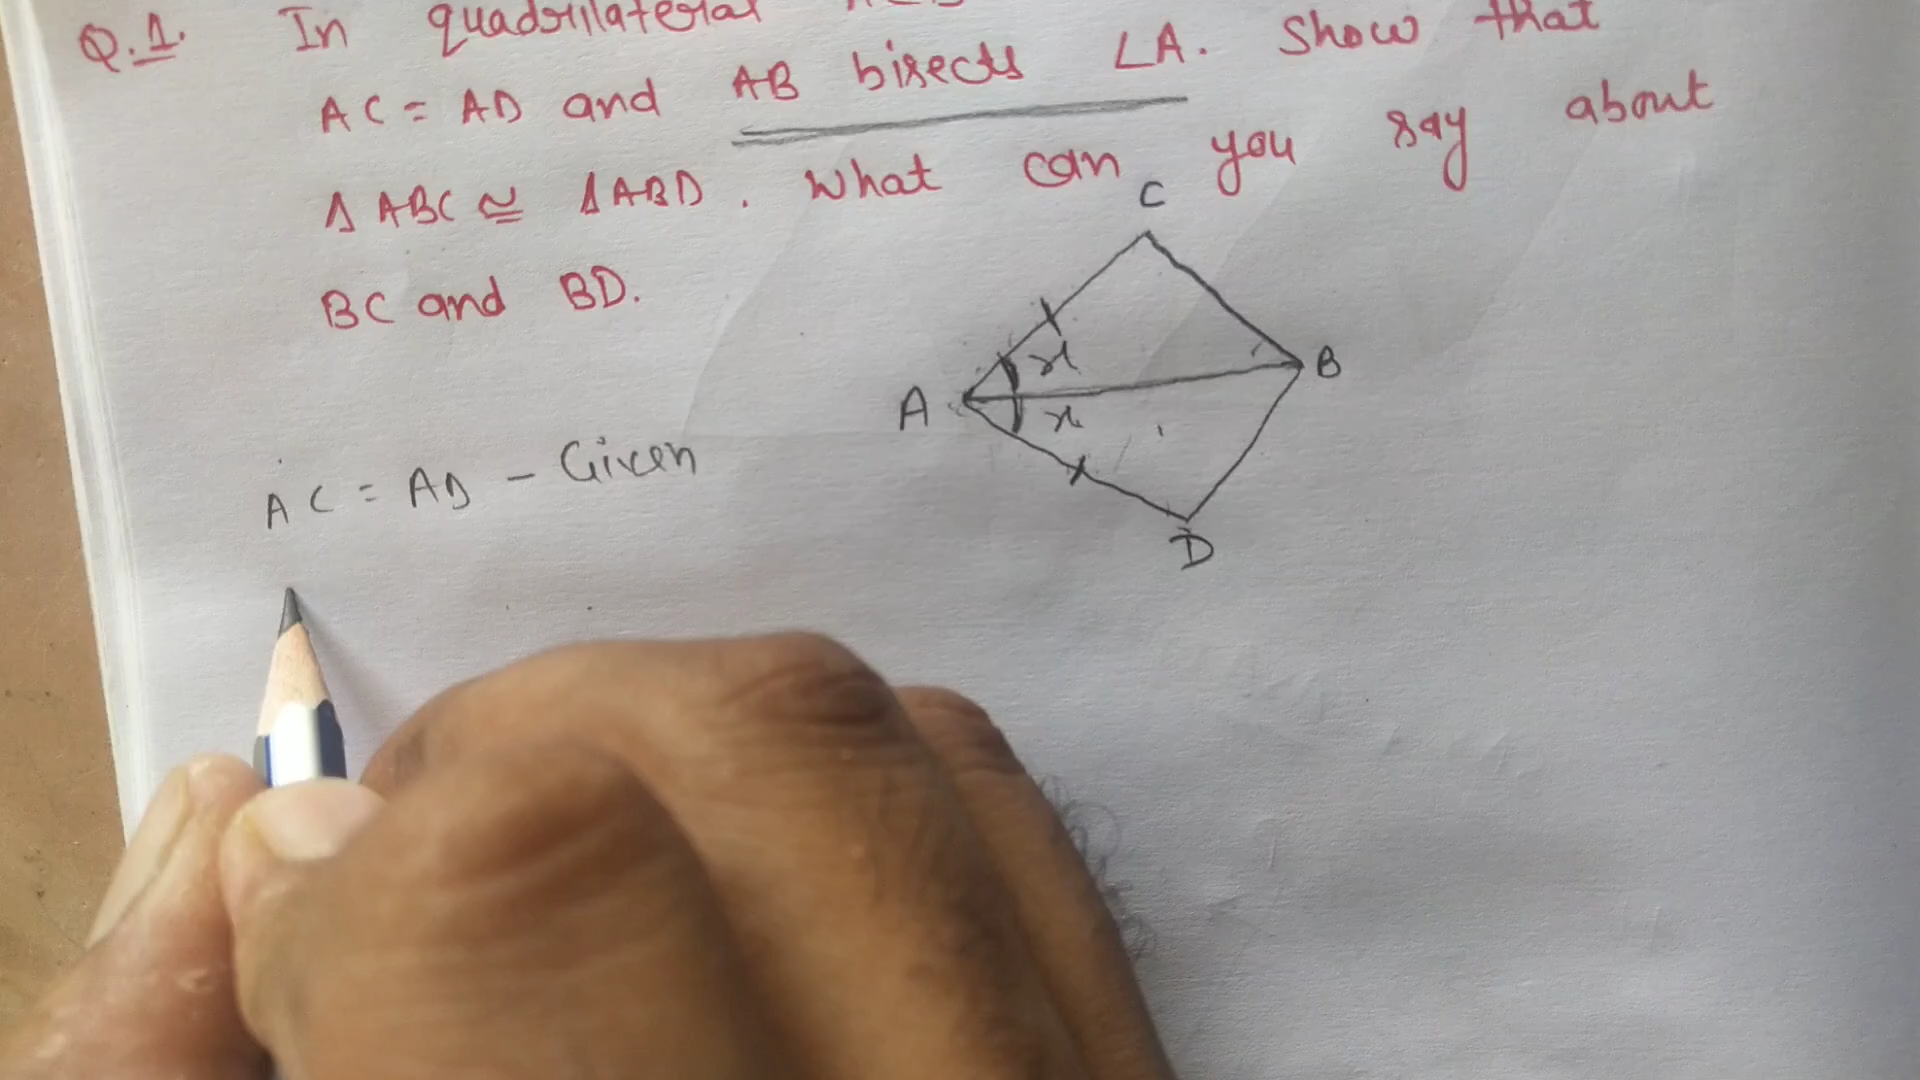 Q.1. In quadrilateral
AC = AD and AB bisects ∠A. Show that
Δ ABC ≅ ΔABD. What can you say about
BC and BD.
C
x
B
A
x
AC = AD - Given
D